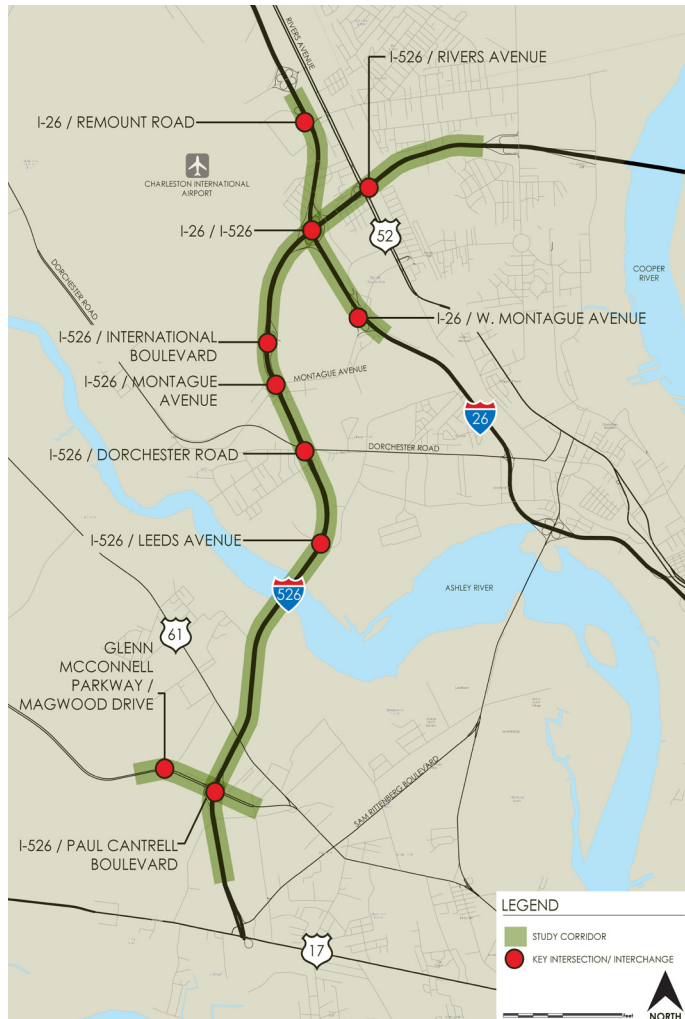 RIVERS AVENUE
I-526 / RIVERS AVENUE
I-26 / REMOUNT ROAD
CHARLESTON INTERNATIONAL
AIRPORT
I-26 / I-526
52
COOPER
RIVER
DORCHESTER ROAD
I-26 / W. MONTAGUE AVENUE
I-526 / INTERNATIONAL
BOULEVARD
I-526 / MONTAGUE
AVENUE
MONTAGUE AVENUE
26
I-526 / DORCHESTER ROAD
DORCHESTER ROAD
I-526 / LEEDS AVENUE
ASHLEY RIVER
526
61
GLENN
MCCONNELL
PARKWAY /
MAGWOOD DRIVE
SAM RITTENBERG BOULEVARD
I-526 / PAUL CANTRELL
BOULEVARD
17
LEGEND
STUDY CORRIDOR
KEY INTERSECTION/ INTERCHANGE
feet
NORTH